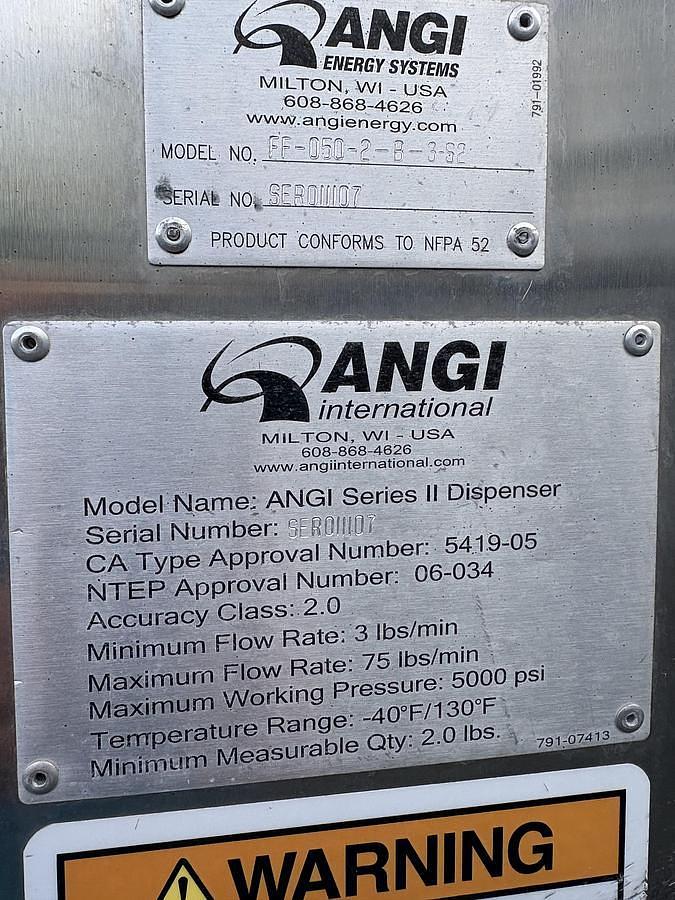 ANGI
ENERGY SYSTEMS
MILTON, WI - USA
608-868-4626
www.angienergy.com
791-01992
MODEL NO. FF-050-2-B-3-S2
SERIAL NO. SER011107
PRODUCT CONFORMS TO NFPA 52
ANGI
international
MILTON, WI - USA
608-868-4626
www.angiinternational.com
Model Name: ANGI Series II Dispenser
Serial Number: SER011107
CA Type Approval Number: 5419-05
NTEP Approval Number: 06-034
Accuracy Class: 2.0
Minimum Flow Rate: 3 lbs/min
Maximum Flow Rate: 75 lbs/min
Maximum Working Pressure: 5000 psi
Temperature Range: -40°F/130°F
Minimum Measurable Qty: 2.0 lbs.
791-07413
WARNING